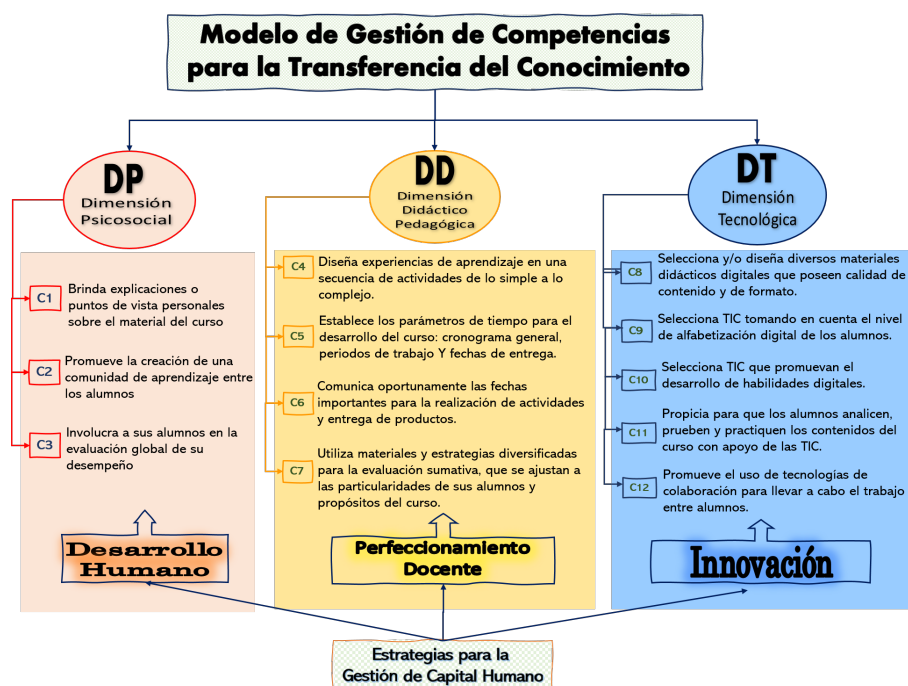 Modelo de Gestión de Competencias
para la Transferencia del Conocimiento
DP
Dimensión
Psicosocial
DD
Dimensión
Didáctico
Pedagógica
DT
Dimensión
Tecnológica
C1
Brinda explicaciones o
puntos de vista personales
sobre el material del curso
C2
Promueve la creación de una
comunidad de aprendizaje entre
los alumnos
C3
Involucra a sus alumnos en la
evaluación global de su
desempeño
Desarrollo
Humano
C4
Diseña experiencias de aprendizaje en una
secuencia de actividades de lo simple a lo
complejo.
C5
Establece los parámetros de tiempo para el
desarrollo del curso: cronograma general,
periodos de trabajo Y fechas de entrega.
C6
Comunica oportunamente las fechas
importantes para la realización de actividades
y entrega de productos.
C7
Utiliza materiales y estrategias diversificadas
para la evaluación sumativa, que se ajustan a
las particularidades de sus alumnos y
propósitos del curso.
Perfeccionamiento
Docente
C8
Selecciona y/o diseña diversos materiales
didácticos digitales que poseen calidad de
contenido y de formato.
C9
Selecciona TIC tomando en cuenta el nivel
de alfabetización digital de los alumnos.
C10
Selecciona TIC que promuevan el
desarrollo de habilidades digitales.
C11
Propicia para que los alumnos analicen,
prueben y practiquen los contenidos del
curso con apoyo de las TIC.
C12
Promueve el uso de tecnologías de
colaboración para llevar a cabo el trabajo
entre alumnos.
Innovación
Estrategias para la
Gestión de Capital Humano